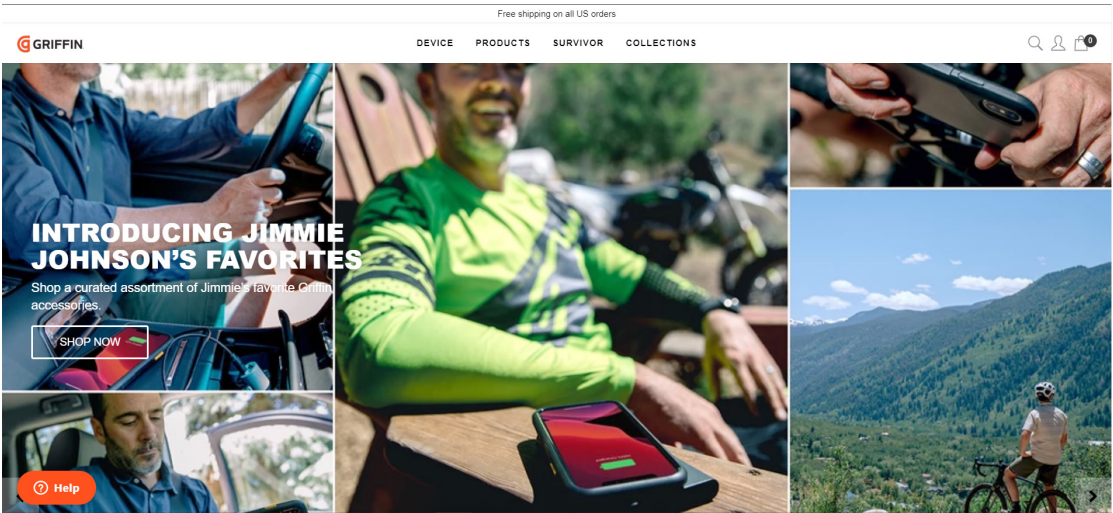 Free shipping on all US orders
GRIFFIN
DEVICE PRODUCTS SURVIVOR COLLECTIONS
0
INTRODUCING JIMMIE
JOHNSON'S FAVORITES
Shop a curated assortment of Jimmie's favorite Griffin
accessories.
SHOP NOW
Help